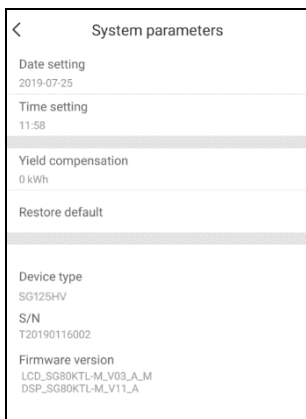 System parameters
Date setting
2019-07-25
Time setting
11:58
Yield compensation
0 kWh
Restore default
Device type
SG125HV
S/N
T20190116002
Firmware version
LCD_SG80KTL-M_V03_A_M
DSP_SG80KTL-M_V11_A